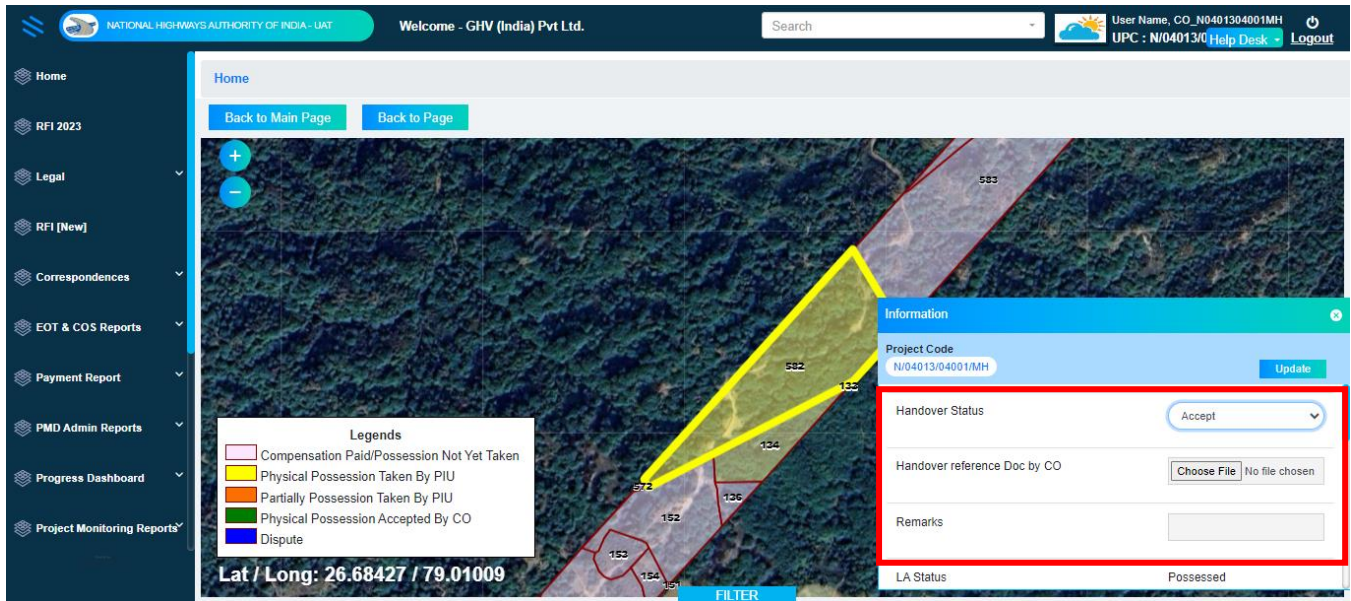 NATIONAL HIGHWAYS AUTHORITY OF INDIA - UAT
Welcome - GHV (India) Pvt Ltd.
Search
User Name, CO_N0401304001MH
UPC : N/04013/0
Help Desk
Logout
Home
RFI 2023
Legal
RFI [New]
Correspondences
EOT & COS Reports
Payment Report
PMD Admin Reports
Progress Dashboard
Project Monitoring Reports
Home
Back to Main Page
Back to Page
+
−
583
582
133
134
572
136
152
153
154
151
Legends
Compensation Paid/Possession Not Yet Taken
Physical Possession Taken By PIU
Partially Possession Taken By PIU
Physical Possession Accepted By CO
Dispute
Lat / Long: 26.68427 / 79.01009
FILTER
Information
Project Code
N/04013/04001/MH
Update
Handover Status
Accept
Handover reference Doc by CO
Choose File No file chosen
Remarks
LA Status
Possessed